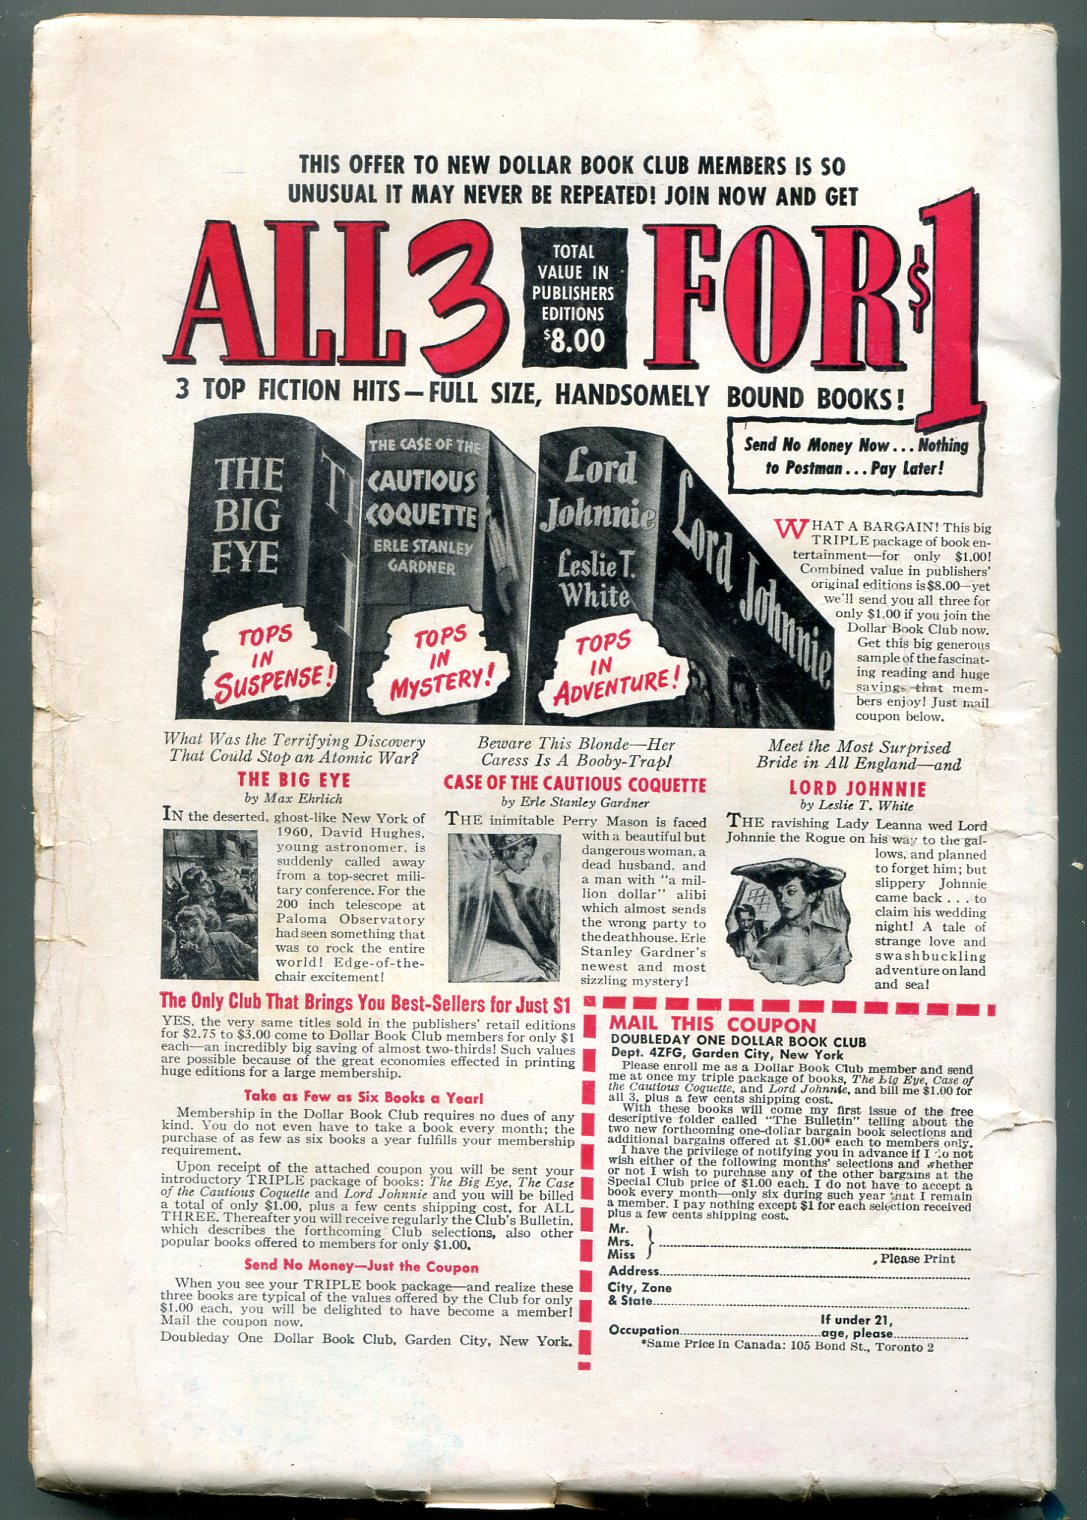 THIS OFFER TO NEW DOLLAR BOOK CLUB MEMBERS IS SO
UNUSUAL IT MAY NEVER BE REPEATED! JOIN NOW AND GET
ALL 3 FOR $1
TOTAL
VALUE IN
PUBLISHERS
EDITIONS
$8.00
3 TOP FICTION HITS—FULL SIZE, HANDSOMELY BOUND BOOKS!
Send No Money Now...Nothing
to Postman...Pay Later!
THE
BIG
EYE
TOPS
IN
SUSPENSE!
THE CASE OF THE
CAUTIOUS
COQUETTE
ERLE STANLEY
GARDNER
TOPS
IN
MYSTERY!
Lord
Johnnie
Leslie T.
White
TOPS
IN
ADVENTURE!
Lord Johnnie
WHAT A BARGAIN! This big
TRIPLE package of book en-
tertainment—for only $1.00!
Combined value in publishers'
original editions is $8.00—yet
we'll send you all three for
only $1.00 if you join the
Dollar Book Club now.
Get this big generous
sample of the fascinat-
ing reading and huge
savings that mem-
bers enjoy! Just mail
coupon below.
What Was the Terrifying Discovery
That Could Stop an Atomic War?
THE BIG EYE
by Max Ehrlich
IN the deserted, ghost-like New York of
1960, David Hughes,
young astronomer, is
suddenly called away
from a top-secret mili-
tary conference. For the
200 inch telescope at
Paloma Observatory
had seen something that
was to rock the entire
world! Edge-of-the-
chair excitement!
Beware This Blonde—Her
Caress Is A Booby-Trap!
CASE OF THE CAUTIOUS COQUETTE
by Erle Stanley Gardner
THE inimitable Perry Mason is faced
with a beautiful but
dangerous woman, a
dead husband, and
a man with "a mil-
lion dollar" alibi
which almost sends
the wrong party to
the deathhouse. Erle
Stanley Gardner's
newest and most
sizzling mystery!
Meet the Most Surprised
Bride in All England—and
LORD JOHNNIE
by Leslie T. White
THE ravishing Lady Leanna wed Lord
Johnnie the Rogue on his way to the gal-
lows, and planned
to forget him; but
slippery Johnnie
came back . . . to
claim his wedding
night! A tale of
strange love and
swashbuckling
adventure on land
and sea!
The Only Club That Brings You Best-Sellers for Just $1
YES, the very same titles sold in the publishers' retail editions
for $2.75 to $3.00 come to Dollar Book Club members for only $1
each—an incredibly big saving of almost two-thirds! Such values
are possible because of the great economies effected in printing
huge editions for a large membership.
Take as Few as Six Books a Year!
Membership in the Dollar Book Club requires no dues of any
kind. You do not even have to take a book every month; the
purchase of as few as six books a year fulfills your membership
requirement.
Upon receipt of the attached coupon you will be sent your
introductory TRIPLE package of books: The Big Eye, The Case
of the Cautious Coquette and Lord Johnnie and you will be billed
a total of only $1.00, plus a few cents shipping cost, for ALL
THREE. Thereafter you will receive regularly the Club's Bulletin,
which describes the forthcoming Club selections, also other
popular books offered to members for only $1.00.
Send No Money—Just the Coupon
When you see your TRIPLE book package—and realize these
three books are typical of the values offered by the Club for only
$1.00 each, you will be delighted to have become a member!
Mail the coupon now.
Doubleday One Dollar Book Club, Garden City, New York.
MAIL THIS COUPON
DOUBLEDAY ONE DOLLAR BOOK CLUB
Dept. 4ZFG, Garden City, New York
Please enroll me as a Dollar Book Club member and send
me at once my triple package of books, The Big Eye, Case of
the Cautious Coquette, and Lord Johnnie, and bill me $1.00 for
all 3, plus a few cents shipping cost.
With these books will come my first issue of the free
descriptive folder called "The Bulletin" telling about the
two new forthcoming one-dollar bargain book selections and
additional bargains offered at $1.00* each to members only.
I have the privilege of notifying you in advance if I do not
wish either of the following months' selections and whether
or not I wish to purchase any of the other bargains at the
Special Club price of $1.00 each. I do not have to accept a
book every month—only six during such year that I remain
a member. I pay nothing except $1 for each selection received
plus a few cents shipping cost.
Mr.
Mrs.
Miss
Please Print
Address
City, Zone
& State
Occupation
If under 21,
age, please
*Same Price in Canada: 105 Bond St., Toronto 2